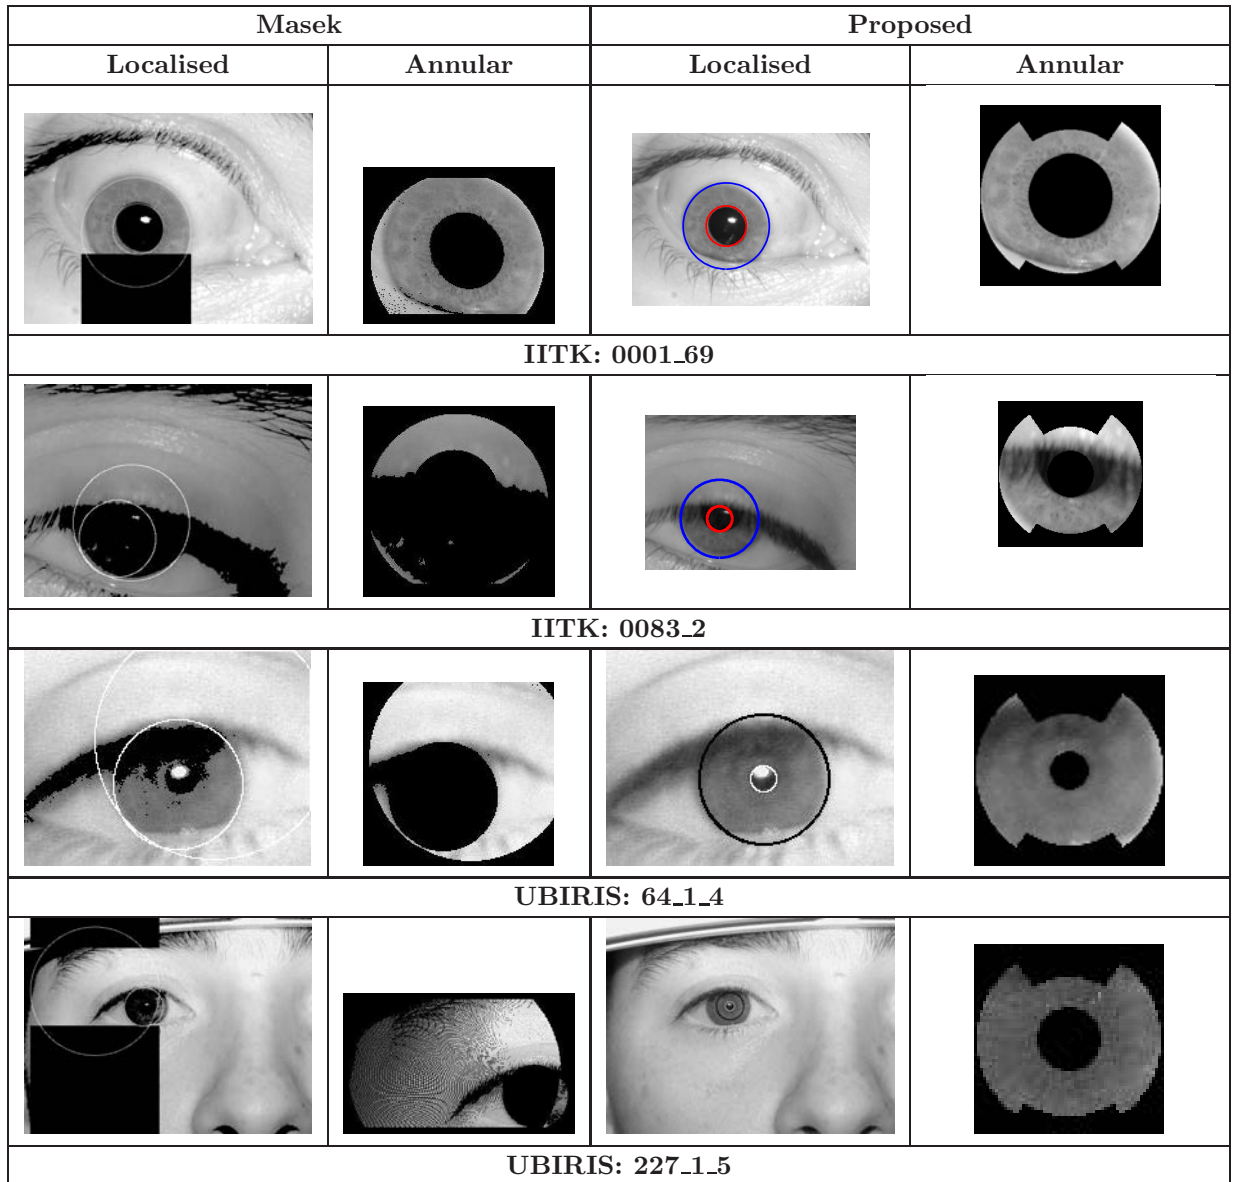 Masek Proposed
Localised Annular Localised Annular
IITK: 0001_69
IITK: 0083_2
UBIRIS: 64_1_4
UBIRIS: 227_1_5